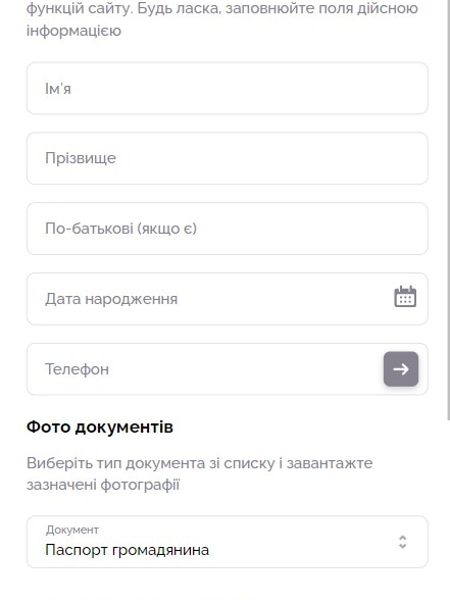 функцій сайту. Будь ласка, заповнюйте поля дійсною
інформацією
Ім'я
Прізвище
По-батькові (якщо є)
Дата народження
Телефон
Фото документів
Виберіть тип документа зі списку і завантажте
зазначені фотографії
Документ
Паспорт громадянина